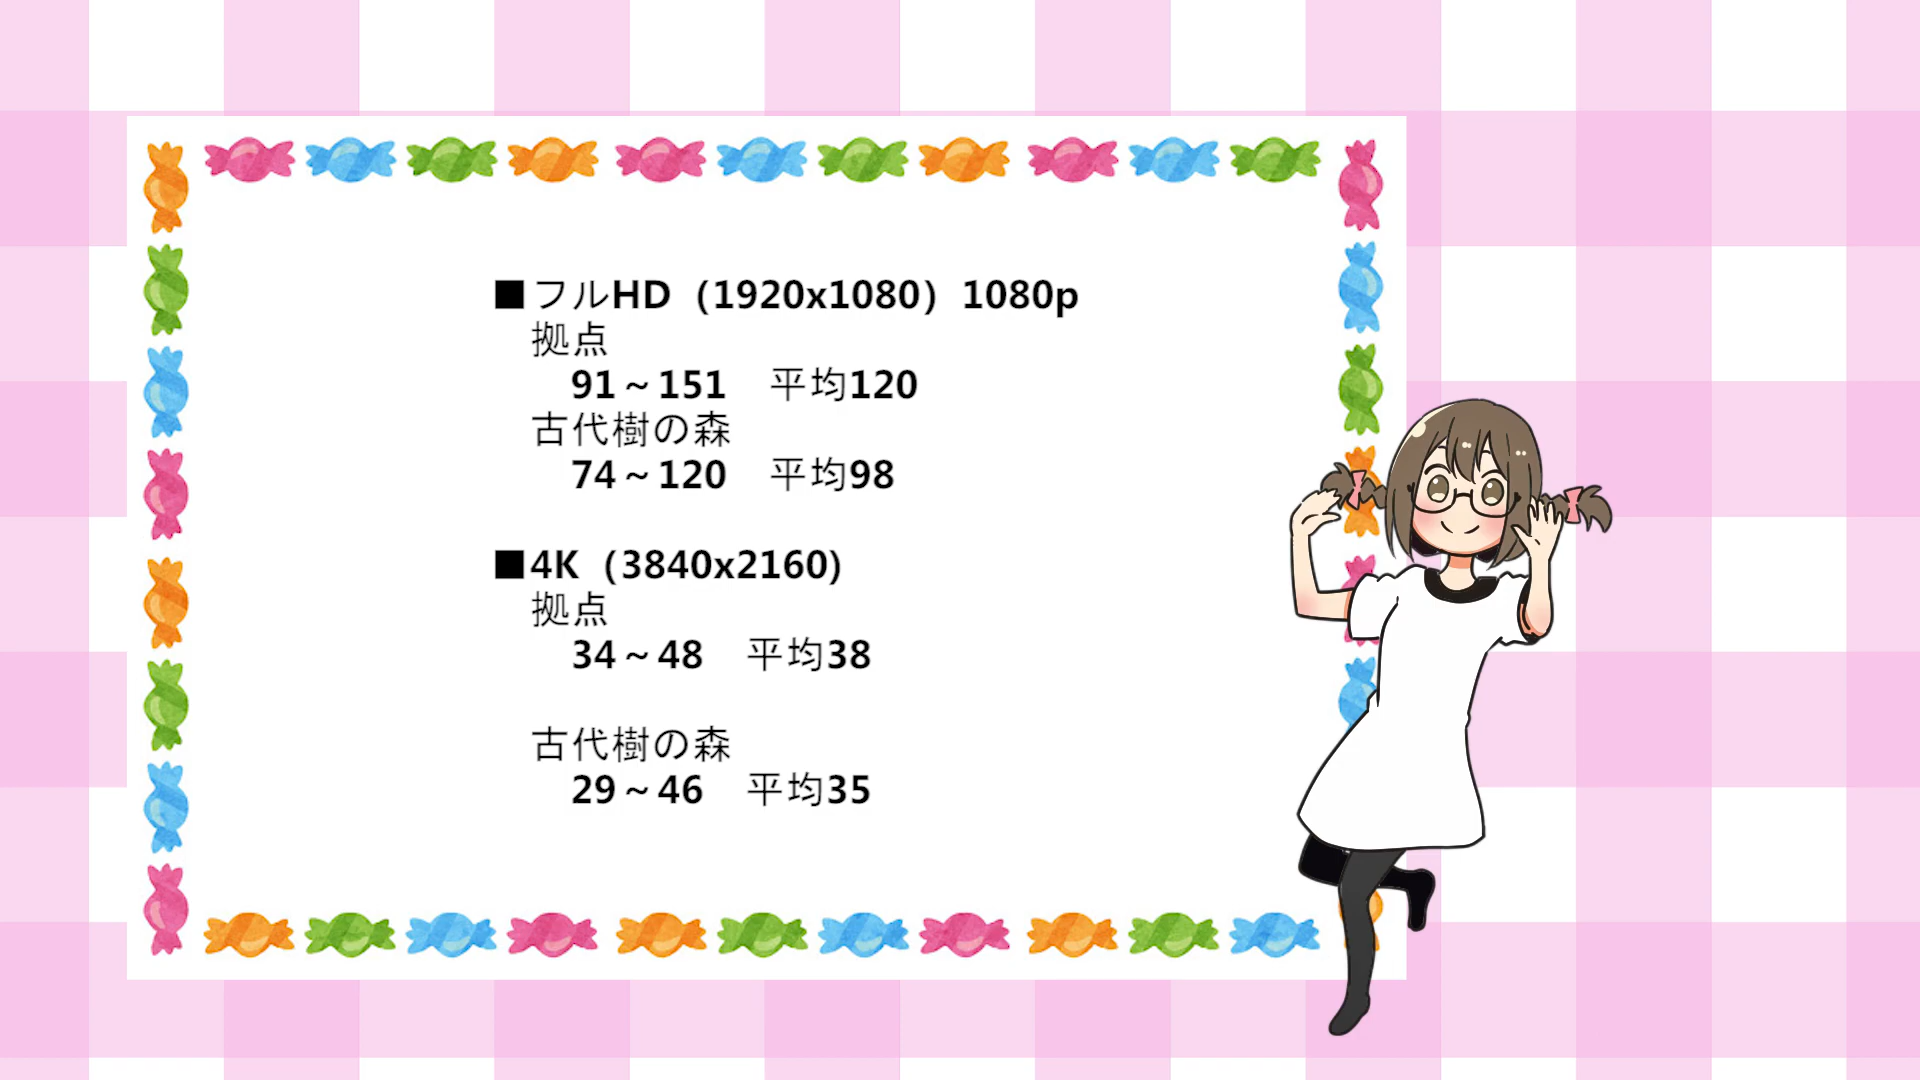 ■フルHD（1920x1080）1080p
拠点
91～151　平均120
古代樹の森
74～120　平均98
■4K（3840x2160)
拠点
34～48　平均38
古代樹の森
29～46　平均35